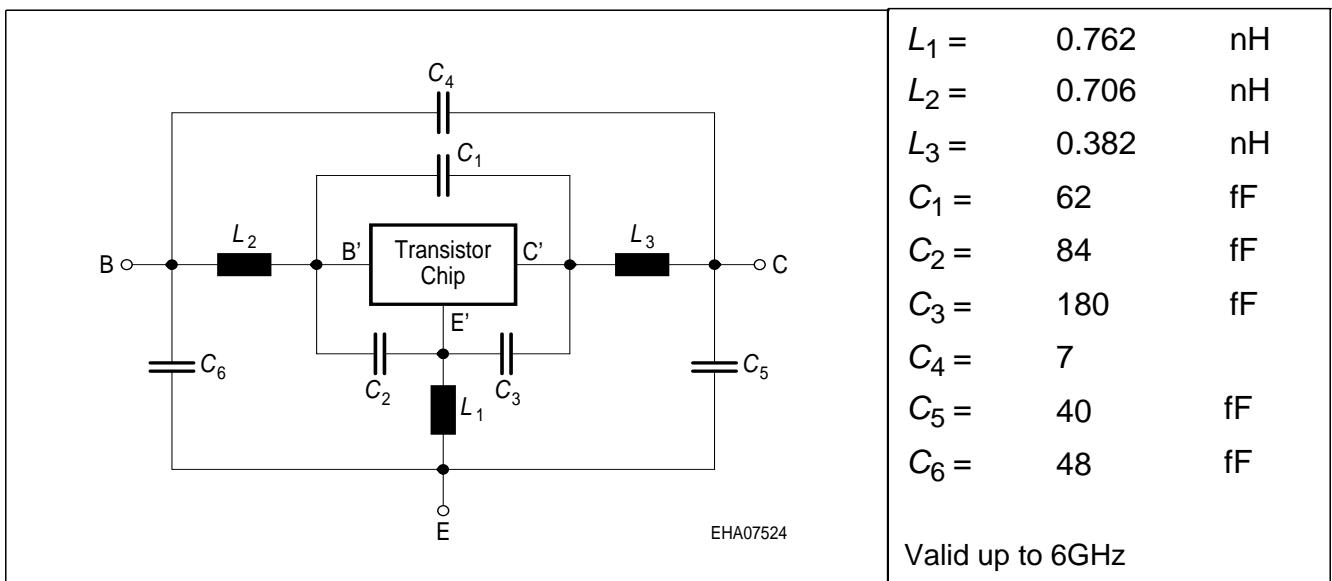 C4
C1
L2
B'
Transistor
Chip
C'
L3
B
C
E'
C6
C2
C3
C5
L1
E
EHA07524
L1 = 0.762 nH
L2 = 0.706 nH
L3 = 0.382 nH
C1 = 62 fF
C2 = 84 fF
C3 = 180 fF
C4 = 7
C5 = 40 fF
C6 = 48 fF
Valid up to 6GHz